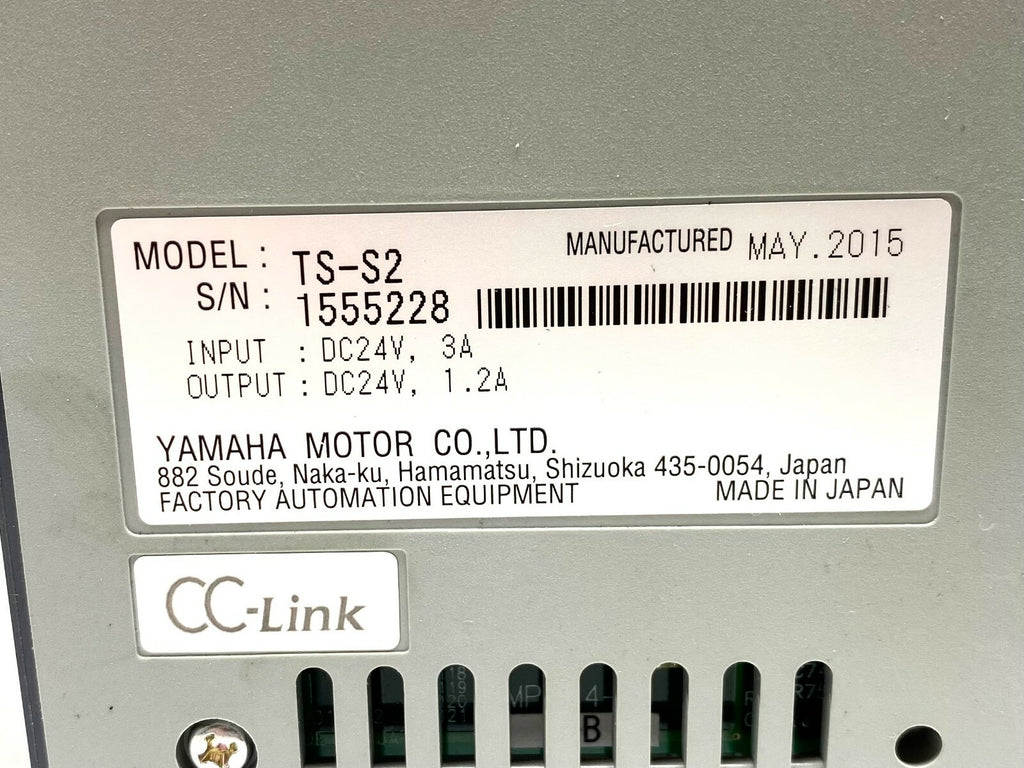 MODEL : TS-S2 MANUFACTURED MAY.2015
S/N : 1555228
INPUT : DC24V, 3A
OUTPUT : DC24V, 1.2A
YAMAHA MOTOR CO.,LTD.
882 Soude, Naka-ku, Hamamatsu, Shizuoka 435-0054, Japan
FACTORY AUTOMATION EQUIPMENT MADE IN JAPAN
CC-Link
B